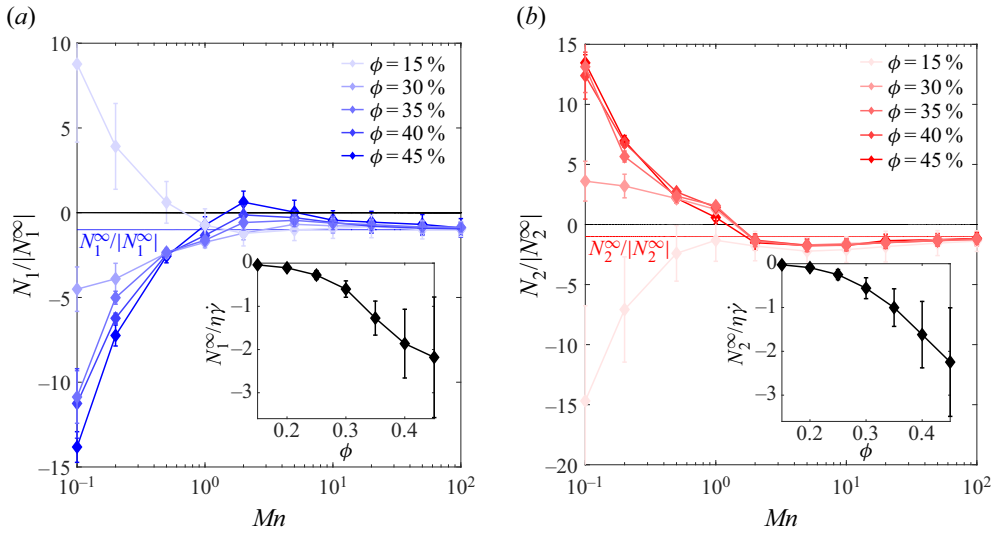 (a)
10
5
0
−5
−10
−15
N₁/|N₁^∞|
N₁^∞/|N₁^∞|
ϕ = 15 %
ϕ = 30 %
ϕ = 35 %
ϕ = 40 %
ϕ = 45 %
0
−1
−2
−3
N₁^∞/ηγ̇
0.2 0.3 0.4
ϕ
10⁻¹ 10⁰ 10¹ 10²
Mn
(b)
15
10
5
0
−5
−10
−15
−20
N₂/|N₂^∞|
N₂^∞/|N₂^∞|
ϕ = 15 %
ϕ = 30 %
ϕ = 35 %
ϕ = 40 %
ϕ = 45 %
0
−1
−2
−3
N₂^∞/ηγ̇
0.2 0.3 0.4
ϕ
10⁻¹ 10⁰ 10¹ 10²
Mn